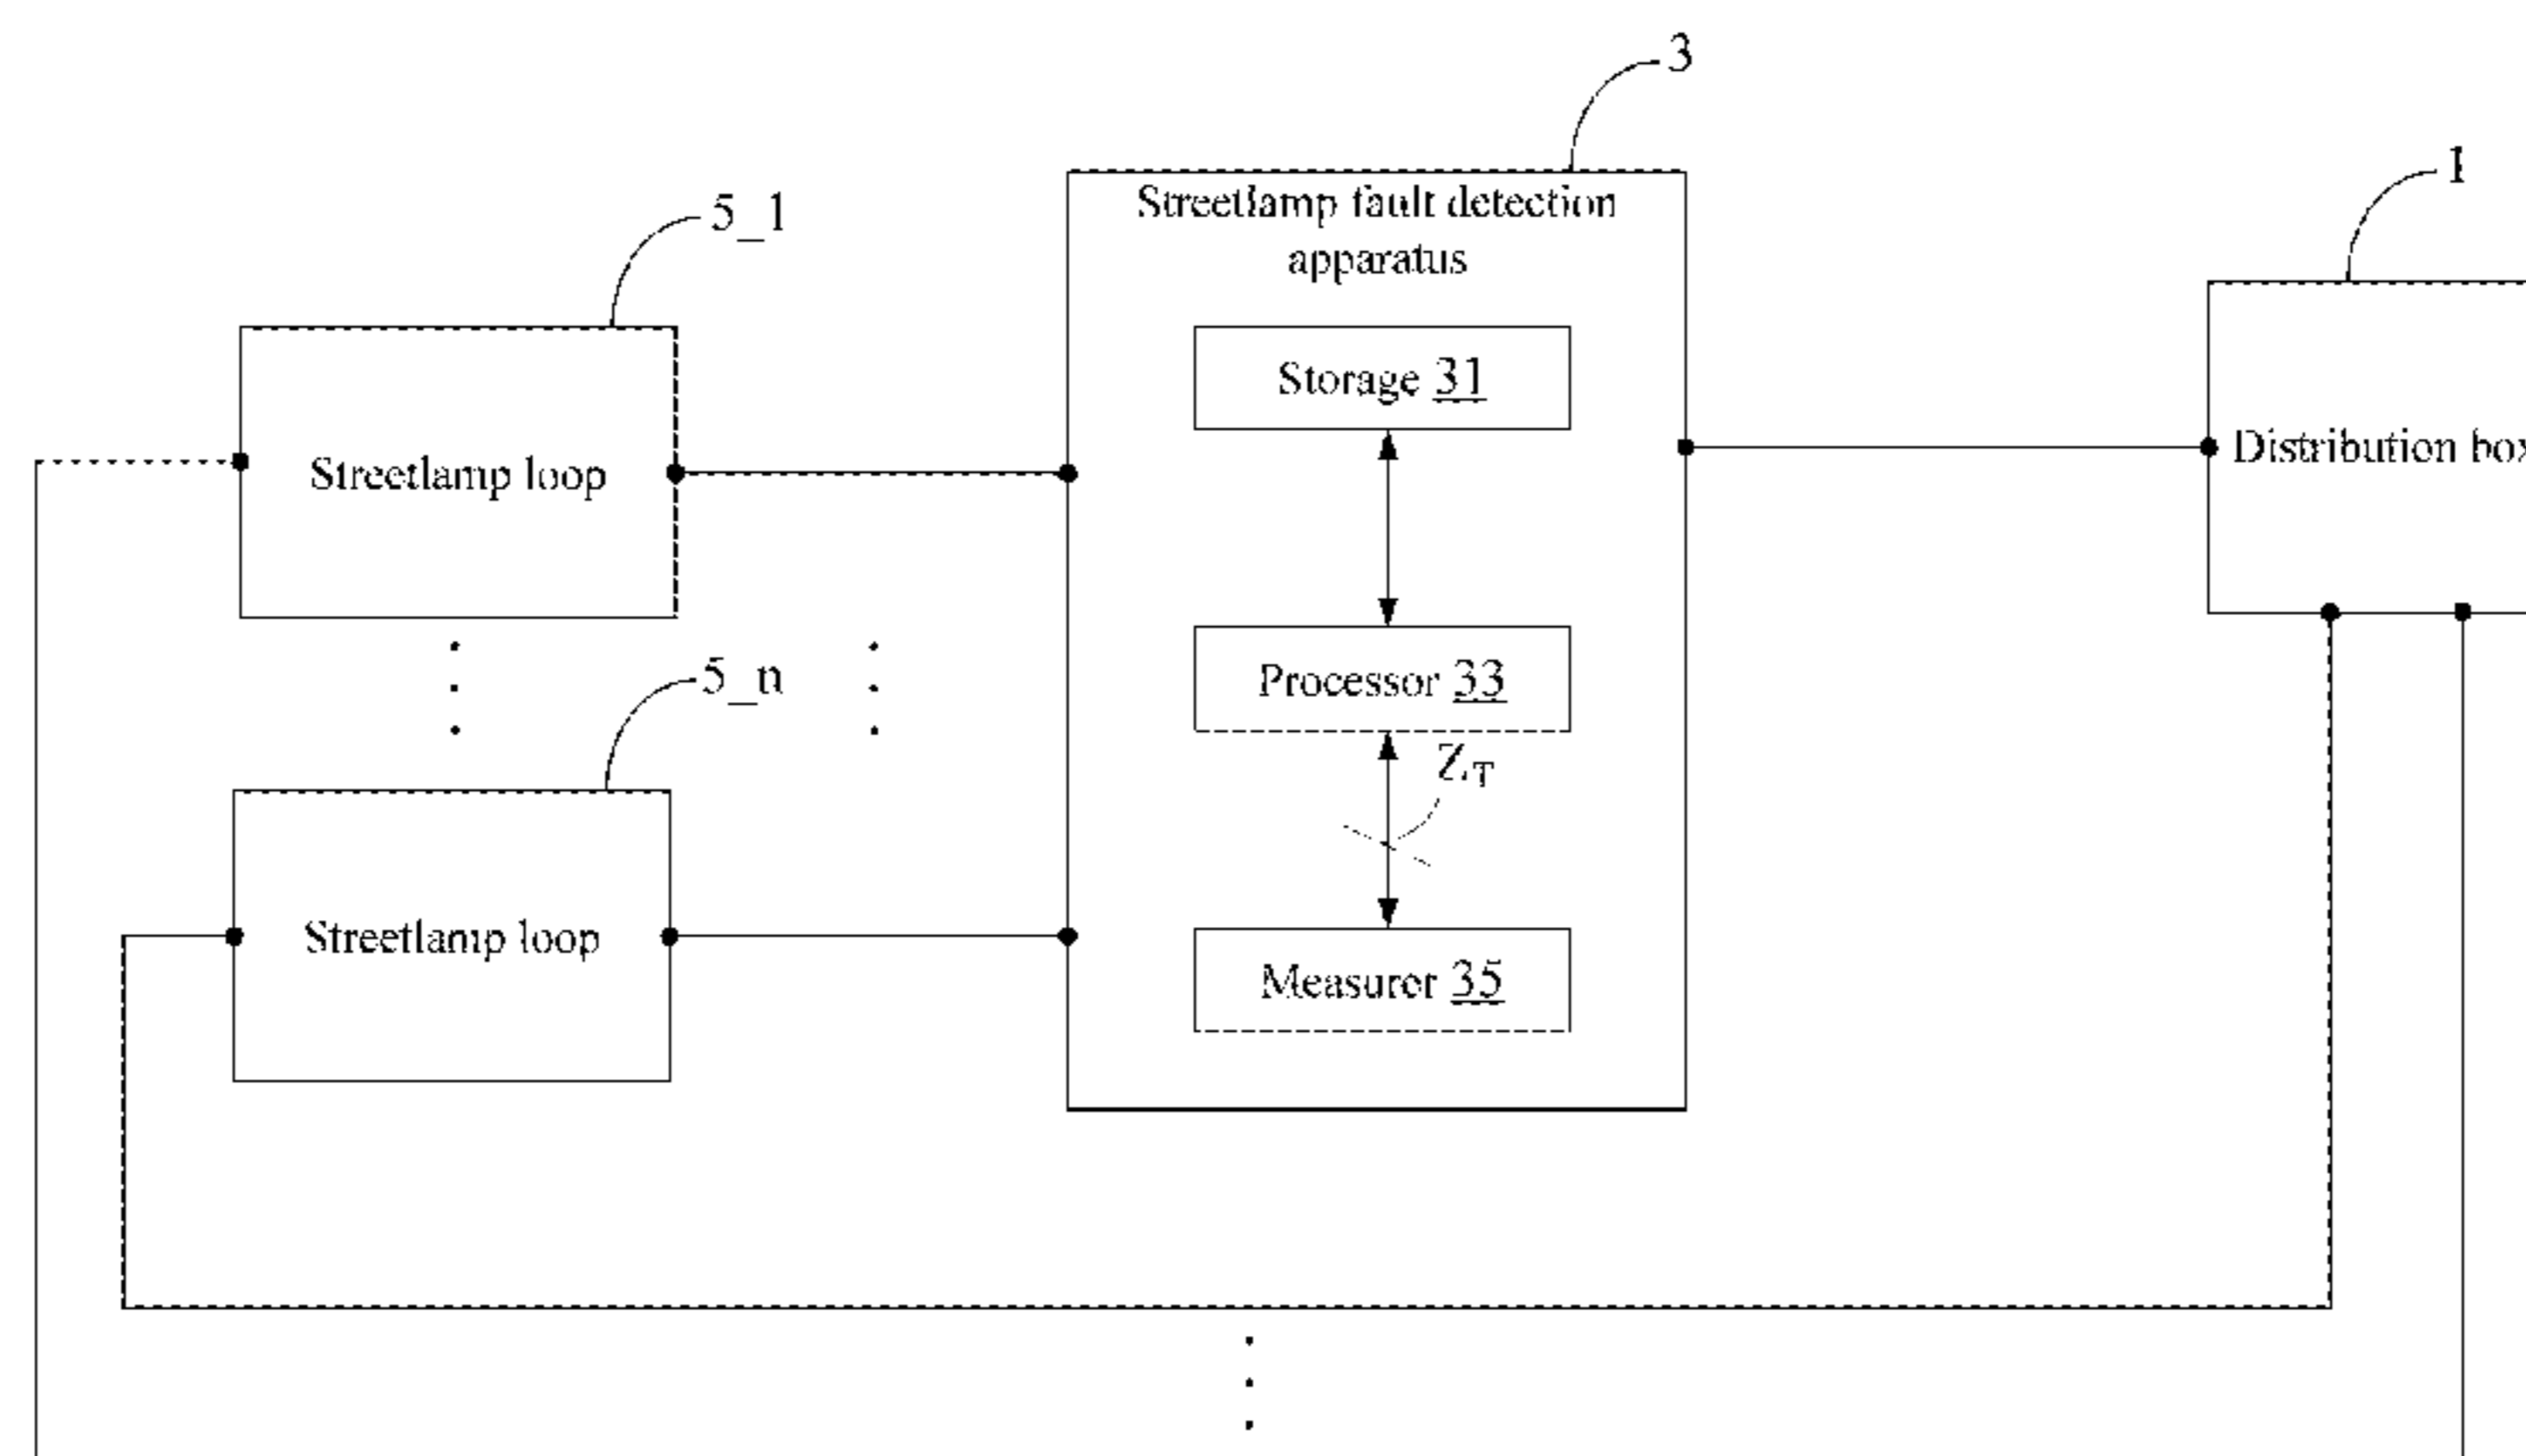 3
1
5_1
Streetlamp fault detection
apparatus
Storage 31
Streetlamp loop
Distribution box
Processor 33
5_n
Z_T
Streetlamp loop
Measurer 35